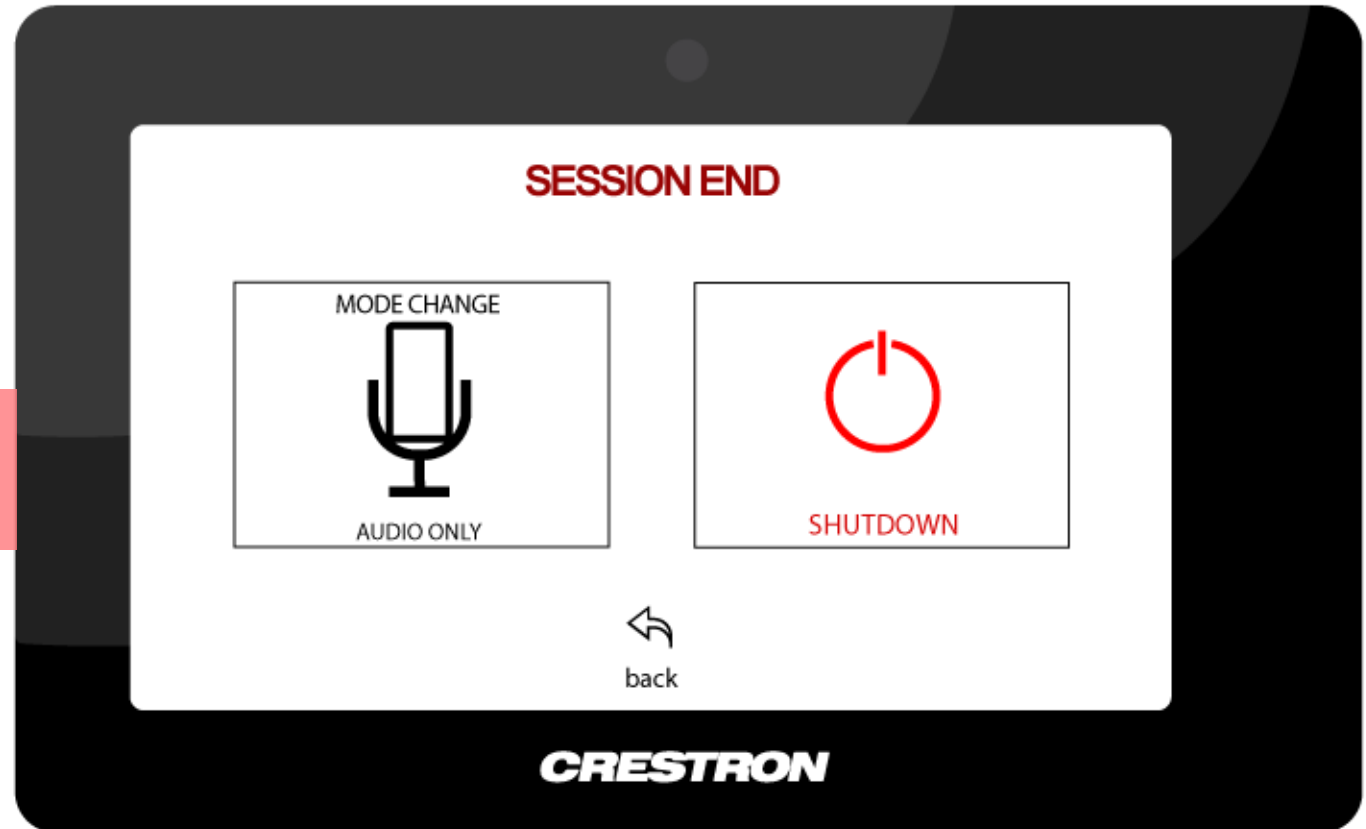 SESSION END
MODE CHANGE
AUDIO ONLY
SHUTDOWN
back
CRESTRON